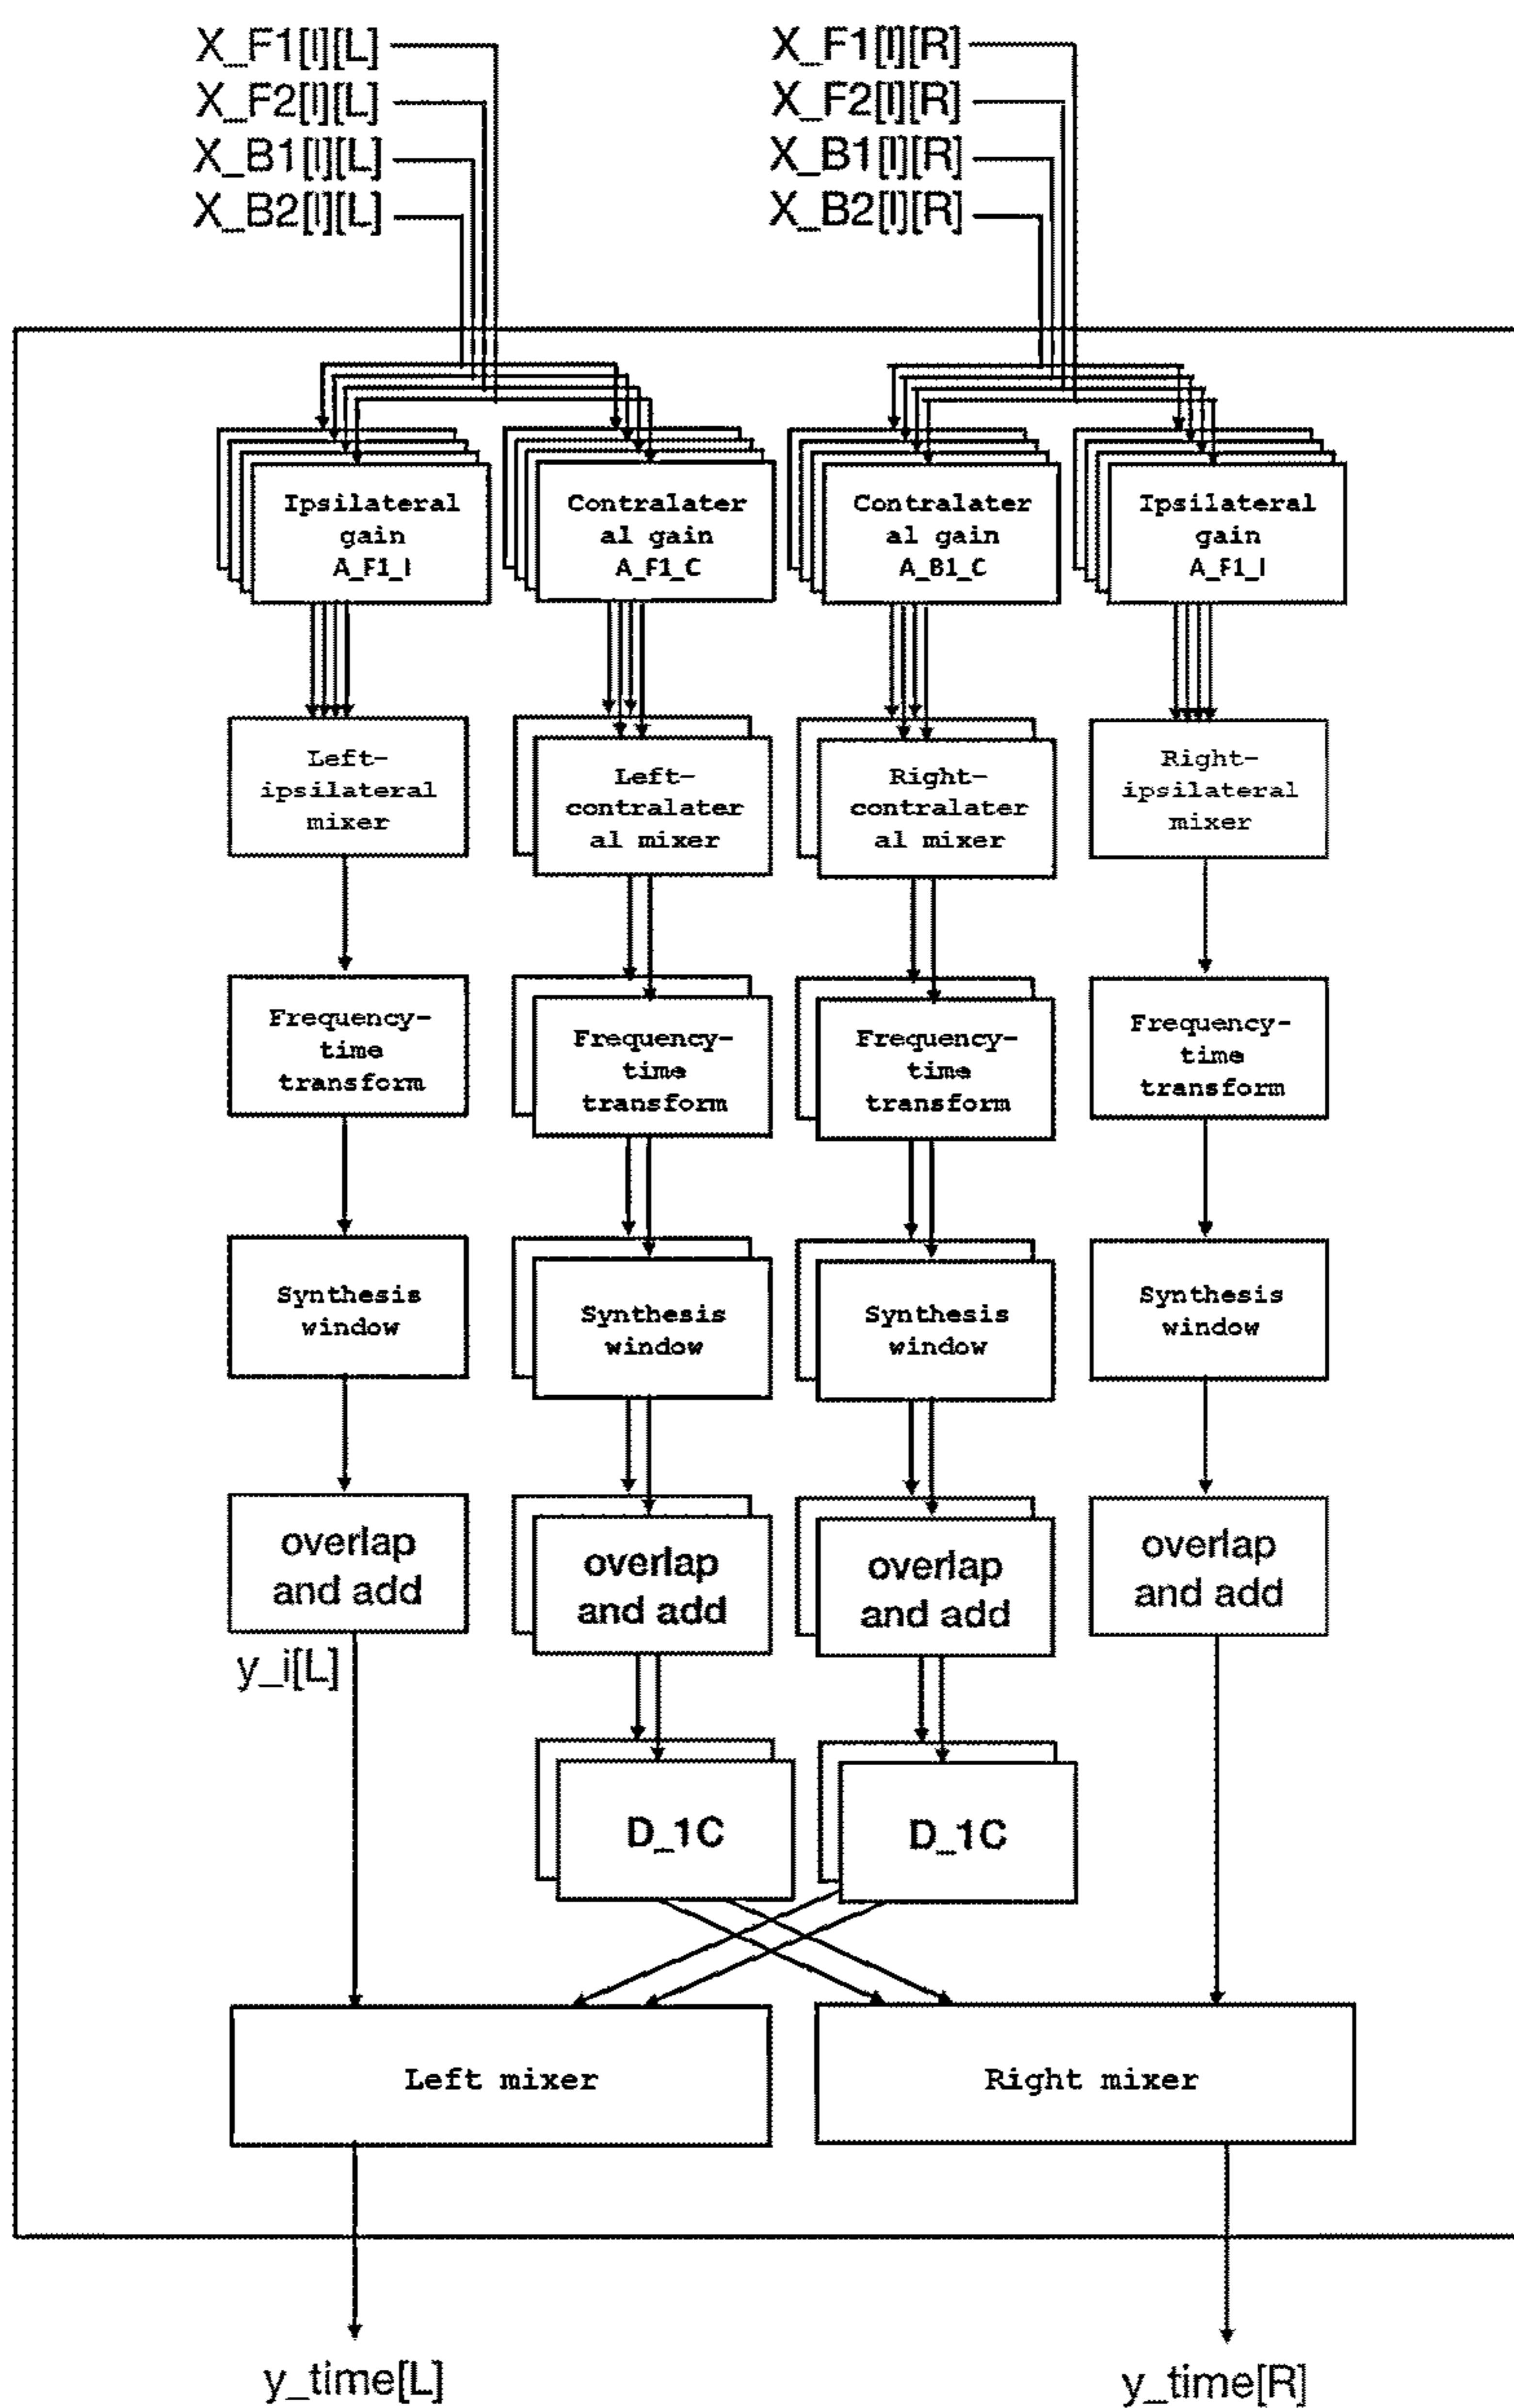 X_F1[l][L]
X_F2[l][L]
X_B1[l][L]
X_B2[l][L]
X_F1[l][R]
X_F2[l][R]
X_B1[l][R]
X_B2[l][R]
Ipsilateral
gain
A_F1_I
Contralater
al gain
A_F1_C
Contralater
al gain
A_B1_C
Ipsilateral
gain
A_F1_I
Left-
ipsilateral
mixer
Left-
contralater
al mixer
Right-
contralater
al mixer
Right-
ipsilateral
mixer
Frequency-
time
transform
Frequency-
time
transform
Frequency-
time
transform
Frequency-
time
transform
Synthesis
window
Synthesis
window
Synthesis
window
Synthesis
window
overlap
and add
overlap
and add
overlap
and add
overlap
and add
y_i[L]
D_1C
D_1C
Left mixer
Right mixer
y_time[L]
y_time[R]